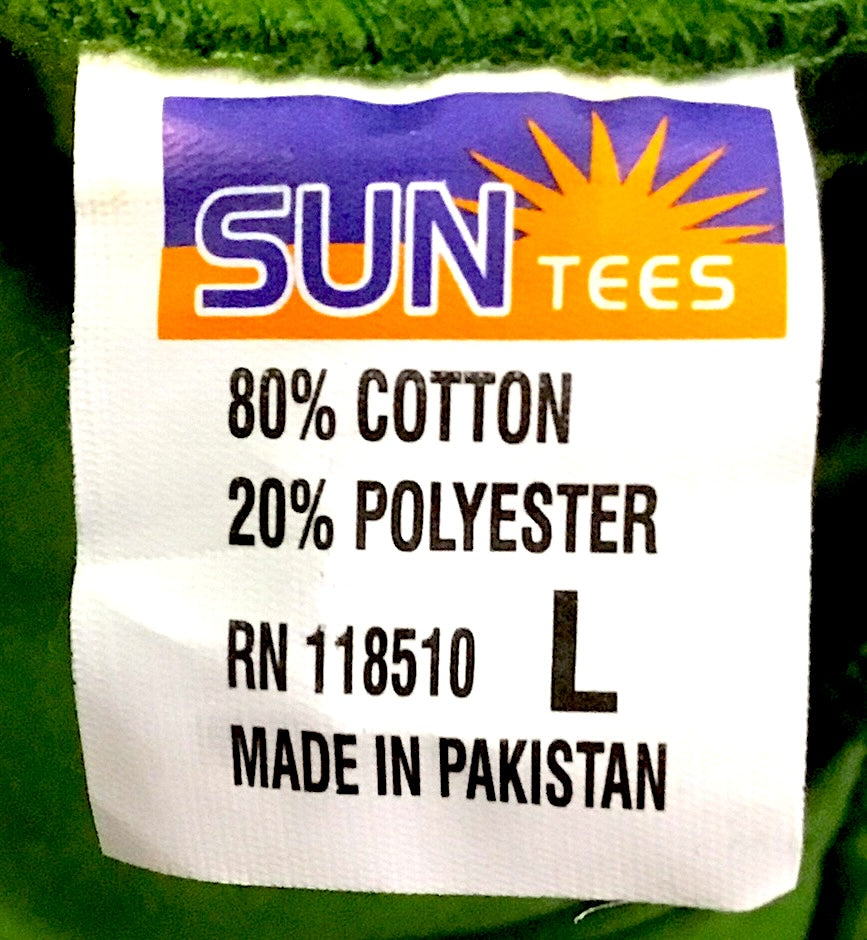 SUN TEES
80% COTTON
20% POLYESTER
RN 118510 L
MADE IN PAKISTAN